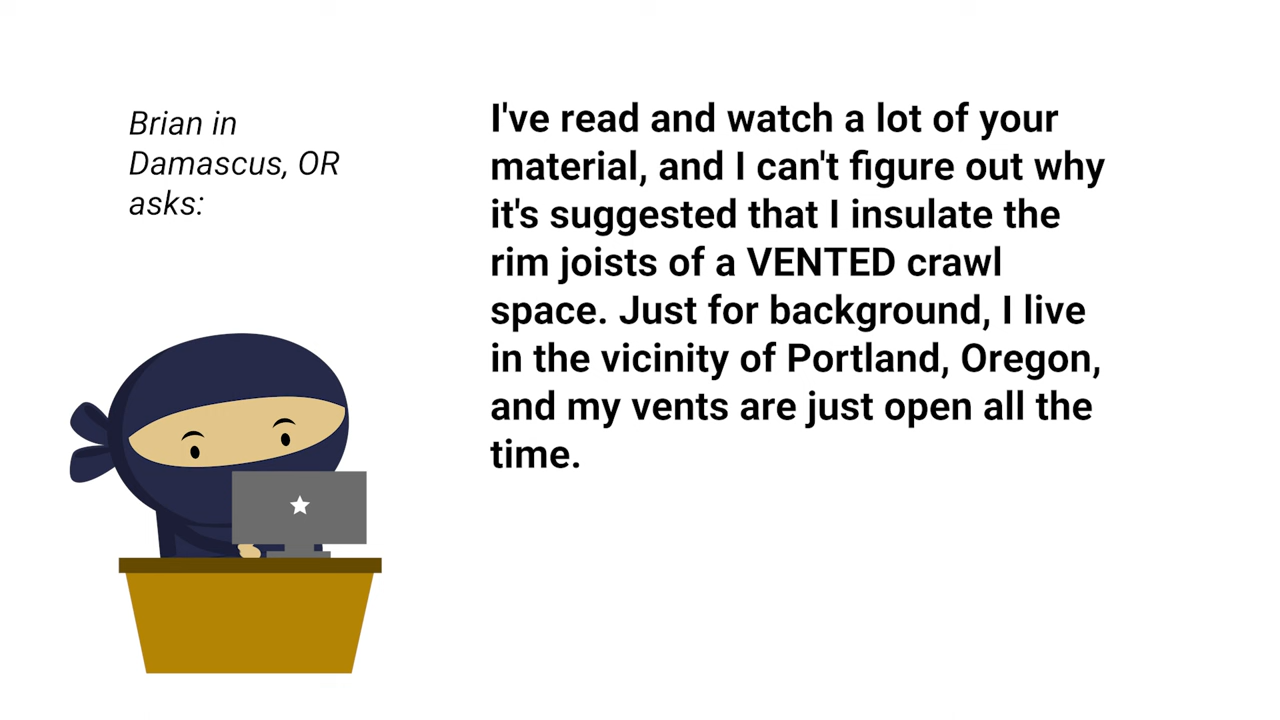 Brian in
Damascus, OR
asks:
I've read and watch a lot of your
material, and I can't figure out why
it's suggested that I insulate the
rim joists of a VENTED crawl
space. Just for background, I live
in the vicinity of Portland, Oregon,
and my vents are just open all the
time.